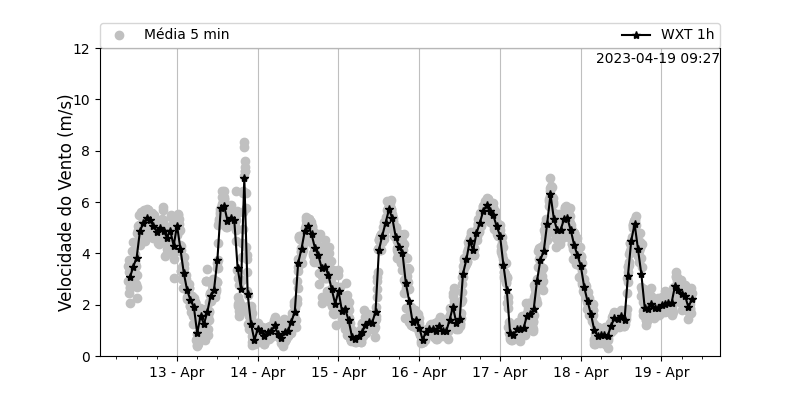 Média 5 min
WXT 1h
2023-04-19 09:27
Velocidade do Vento (m/s)
12
10
8
6
4
2
0
13 - Apr 14 - Apr 15 - Apr 16 - Apr 17 - Apr 18 - Apr 19 - Apr